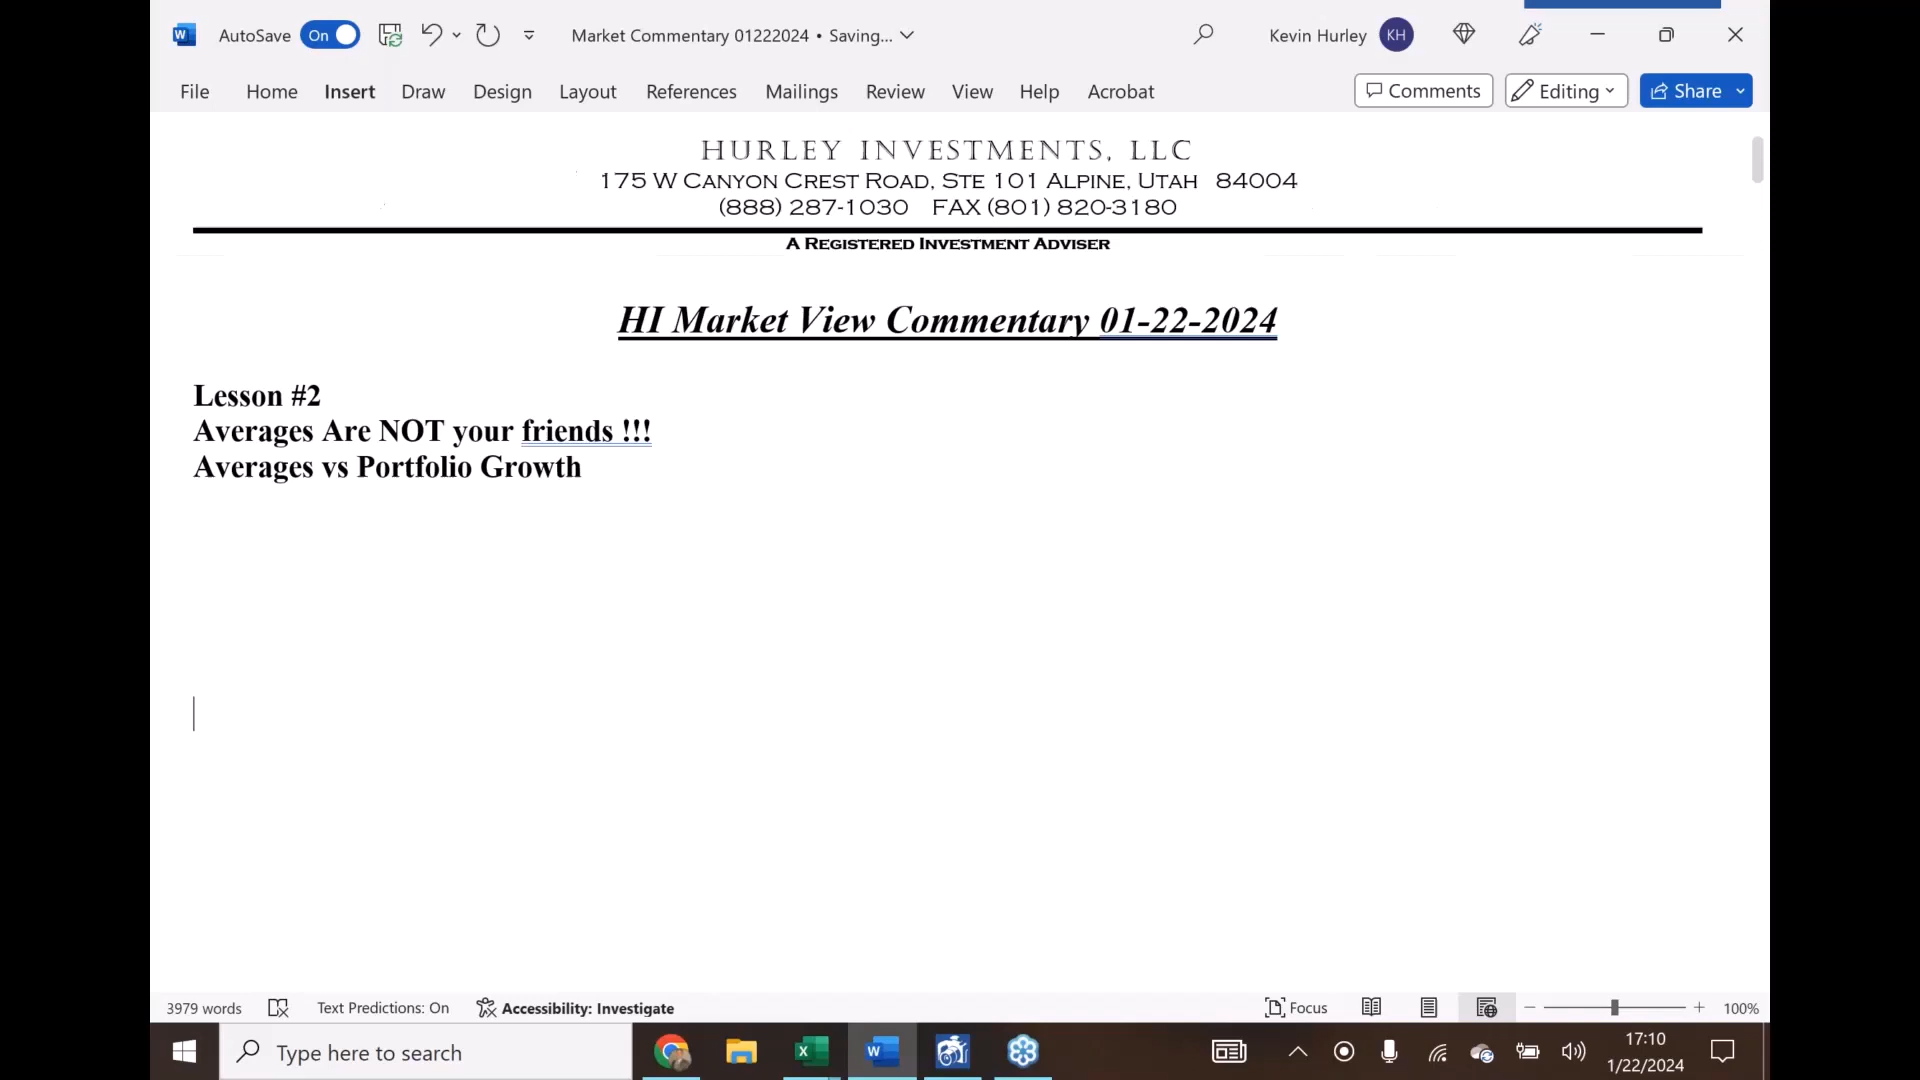 AutoSave On Market Commentary 01222024 • Saving... Kevin Hurley KH
File Home Insert Draw Design Layout References Mailings Review View Help Acrobat Comments Editing Share
HURLEY INVESTMENTS, LLC
175 W CANYON CREST ROAD, STE 101 ALPINE, UTAH 84004
(888) 287-1030 FAX (801) 820-3180
A REGISTERED INVESTMENT ADVISER
HI Market View Commentary 01-22-2024
Lesson #2
Averages Are NOT your friends !!!
Averages vs Portfolio Growth
3979 words Text Predictions: On Accessibility: Investigate Focus 100%
Type here to search
17:10
1/22/2024